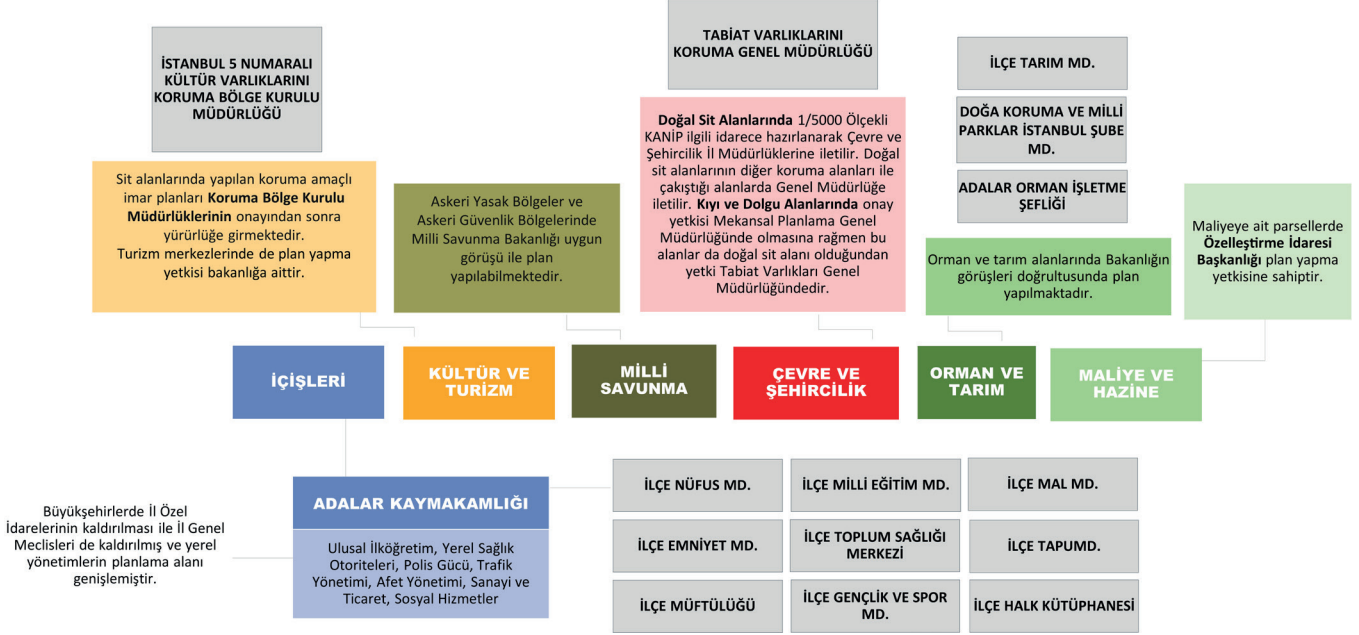 İSTANBUL 5 NUMARALI
KÜLTÜR VARLIKLARINI
KORUMA BÖLGE KURULU
MÜDÜRLÜĞÜ
TABİAT VARLIKLARINI
KORUMA GENEL MÜDÜRLÜĞÜ
İLÇE TARIM MD.
DOĞA KORUMA VE MİLLİ
PARKLAR İSTANBUL ŞUBE
MD.
ADALAR ORMAN İŞLETME
ŞEFLİĞİ
Sit alanlarında yapılan koruma amaçlı
imar planları Koruma Bölge Kurulu
Müdürlüklerinin onayından sonra
yürürlüğe girmektedir.
Turizm merkezlerinde de plan yapma
yetkisi bakanlığa aittir.
Askeri Yasak Bölgeler ve
Askeri Güvenlik Bölgelerinde
Milli Savunma Bakanlığı uygun
görüşü ile plan
yapılabilmektedir.
Doğal Sit Alanlarında 1/5000 Ölçekli
KANİP ilgili idarece hazırlanarak Çevre ve
Şehircilik İl Müdürlüklerine iletilir. Doğal
sit alanlarının diğer koruma alanları ile
çakıştığı alanlarda Genel Müdürlüğe
iletilir. Kıyı ve Dolgu Alanlarında onay
yetkisi Mekansal Planlama Genel
Müdürlüğünde olmasına rağmen bu
alanlar da doğal sit alanı olduğundan
yetki Tabiat Varlıkları Genel
Müdürlüğündedir.
Orman ve tarım alanlarında Bakanlığın
görüşleri doğrultusunda plan
yapılmaktadır.
Maliyeye ait parsellerde
Özelleştirme İdaresi
Başkanlığı plan yapma
yetkisine sahiptir.
İÇİŞLERİ
KÜLTÜR VE
TURİZM
MİLLİ
SAVUNMA
ÇEVRE VE
ŞEHİRCİLİK
ORMAN VE
TARIM
MALİYE VE
HAZİNE
Büyükşehirlerde İl Özel
İdarelerinin kaldırılması ile İl Genel
Meclisleri de kaldırılmış ve yerel
yönetimlerin planlama alanı
genişlemiştir.
ADALAR KAYMAKAMLIĞI
Ulusal İlköğretim, Yerel Sağlık
Otoriteleri, Polis Gücü, Trafik
Yönetimi, Afet Yönetimi, Sanayi ve
Ticaret, Sosyal Hizmetler
İLÇE NÜFUS MD.
İLÇE MİLLİ EĞİTİM MD.
İLÇE MAL MD.
İLÇE EMNİYET MD.
İLÇE TOPLUM SAĞLIĞI
MERKEZİ
İLÇE TAPUMD.
İLÇE MÜFTÜLÜĞÜ
İLÇE GENÇLİK VE SPOR
MD.
İLÇE HALK KÜTÜPHANESİ